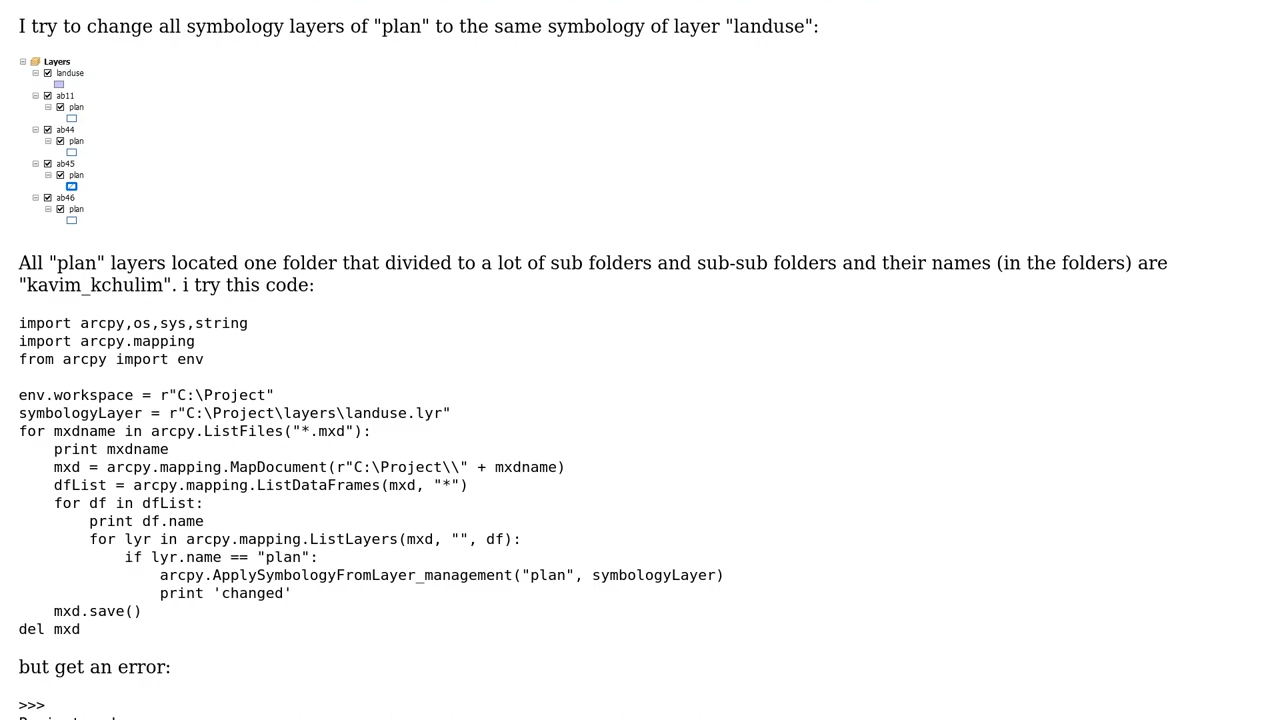 I try to change all symbology layers of "plan" to the same symbology of layer "landuse":
Layers
landuse
ab11
plan
ab44
plan
ab45
plan
ab46
plan
All "plan" layers located one folder that divided to a lot of sub folders and sub-sub folders and their names (in the folders) are
"kavim_kchulim". i try this code:
import arcpy,os,sys,string
import arcpy.mapping
from arcpy import env
env.workspace = r"C:\Project"
symbologyLayer = r"C:\Project\layers\landuse.lyr"
for mxdname in arcpy.ListFiles("*.mxd"):
    print mxdname
    mxd = arcpy.mapping.MapDocument(r"C:\Project\\" + mxdname)
    dfList = arcpy.mapping.ListDataFrames(mxd, "*")
    for df in dfList:
        print df.name
        for lyr in arcpy.mapping.ListLayers(mxd, "", df):
            if lyr.name == "plan":
                arcpy.ApplySymbologyFromLayer_management("plan", symbologyLayer)
                print 'changed'
    mxd.save()
del mxd
but get an error:
>>>